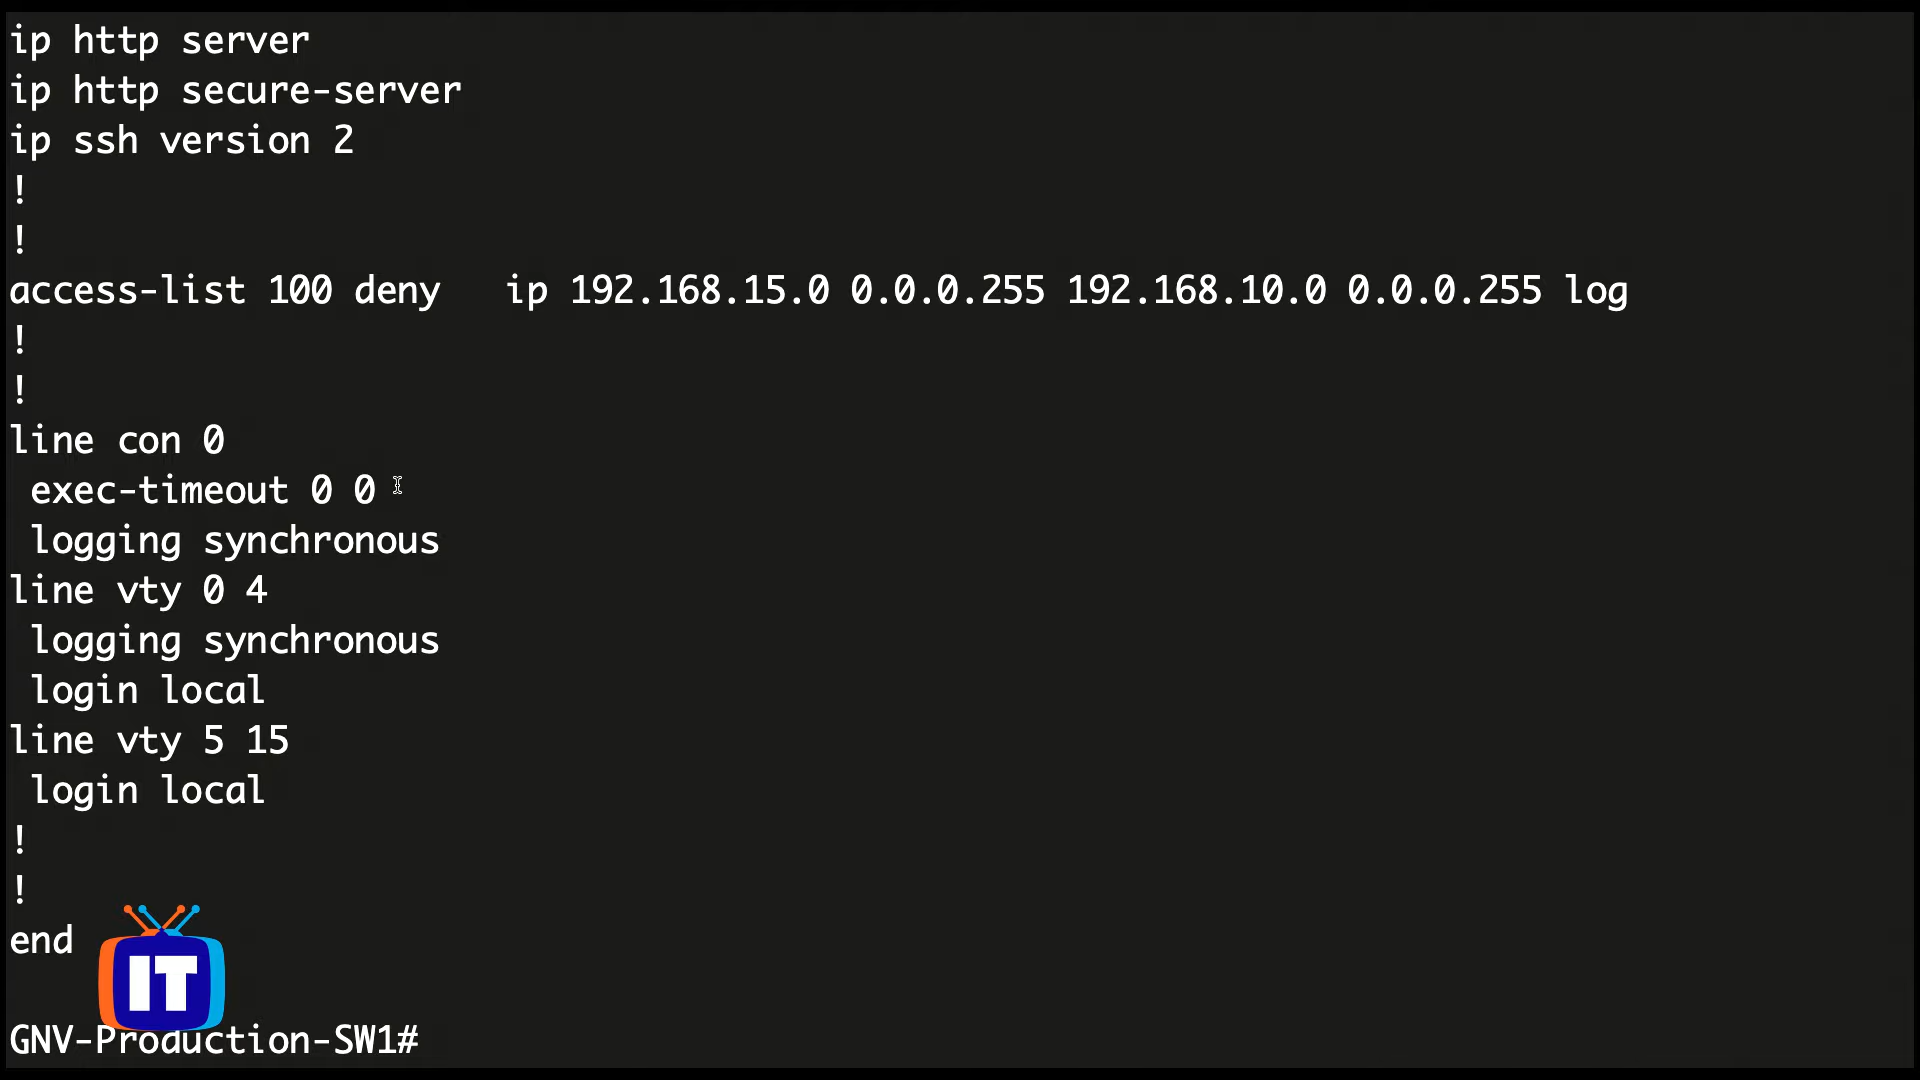 ip http server
ip http secure-server
ip ssh version 2
!
!
access-list 100 deny   ip 192.168.15.0 0.0.0.255 192.168.10.0 0.0.0.255 log
!
!
line con 0
 exec-timeout 0 0
 logging synchronous
line vty 0 4
 logging synchronous
 login local
line vty 5 15
 login local
!
!
end
IT
GNV-Production-SW1#